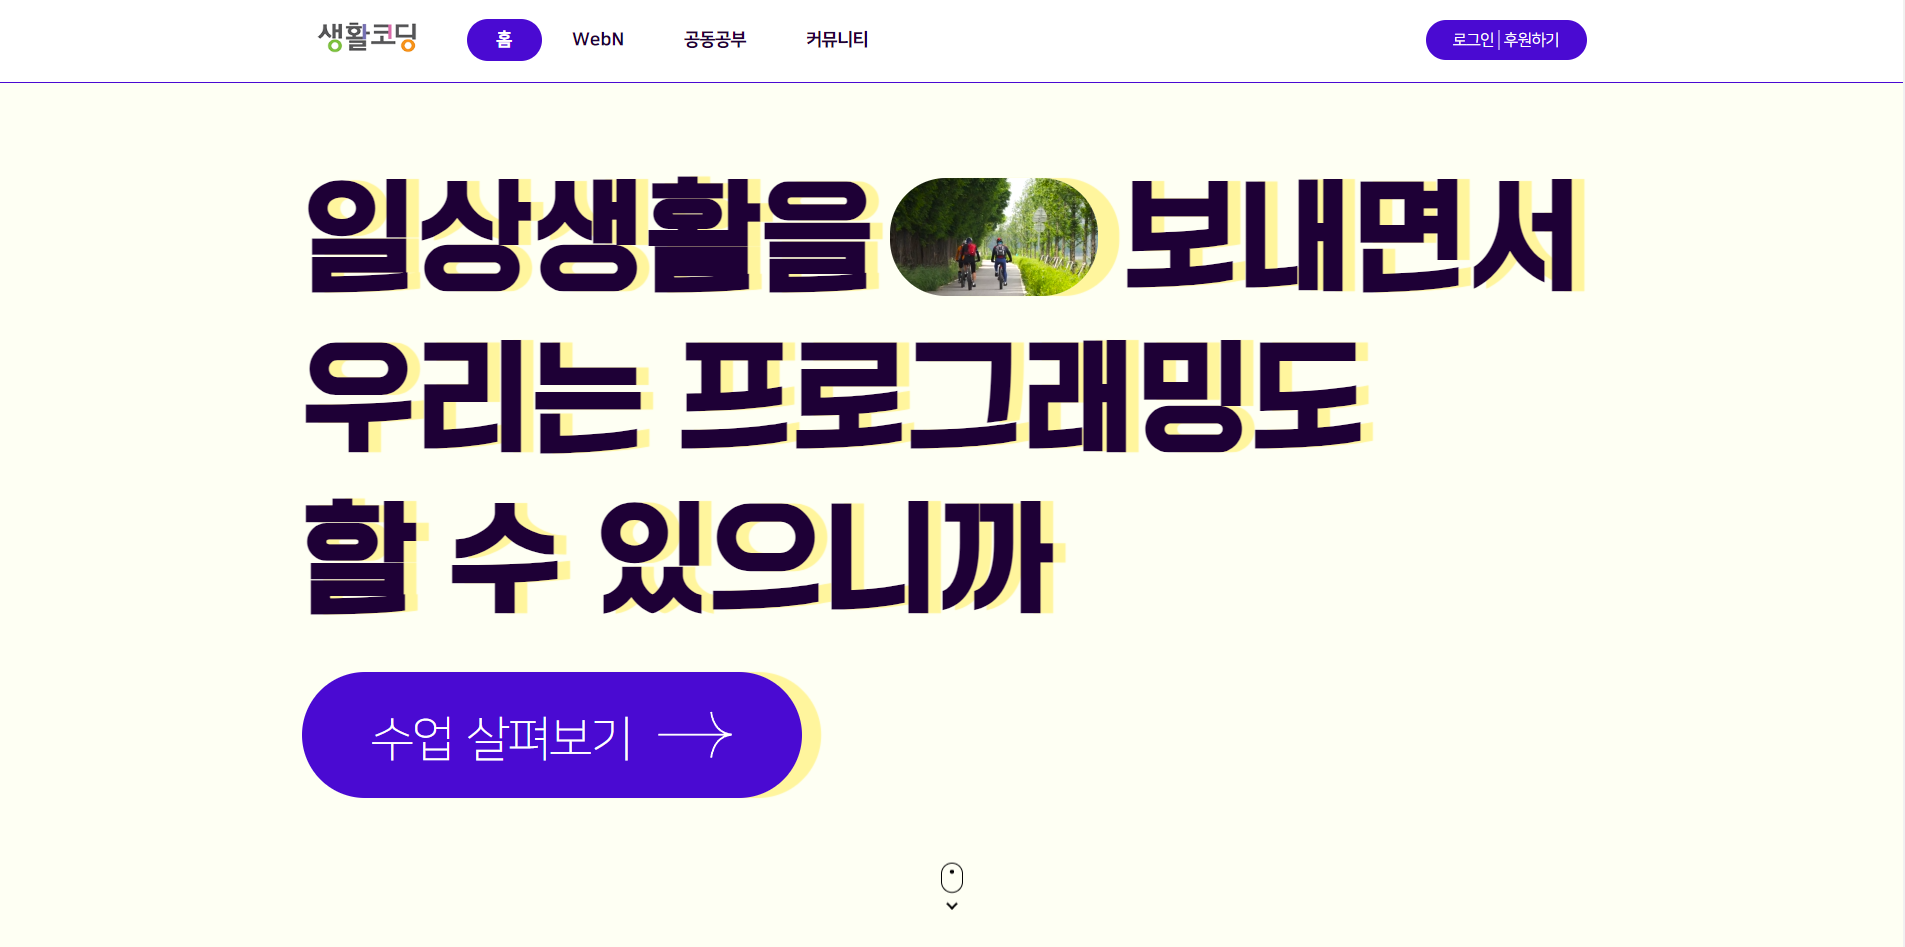 생활코딩
홈 WebN 공동공부 커뮤니티
로그인 | 후원하기
일상생활을 보내면서
우리는 프로그래밍도
할 수 있으니까
수업 살펴보기